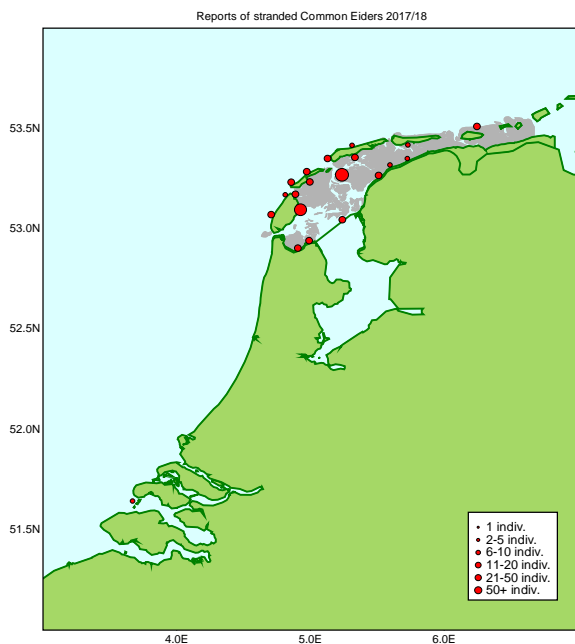 Reports of stranded Common Eiders 2017/18
53.5N
53.0N
52.5N
52.0N
51.5N
1 indiv.
2-5 indiv.
6-10 indiv.
11-20 indiv.
21-50 indiv.
50+ indiv.
4.0E 5.0E 6.0E